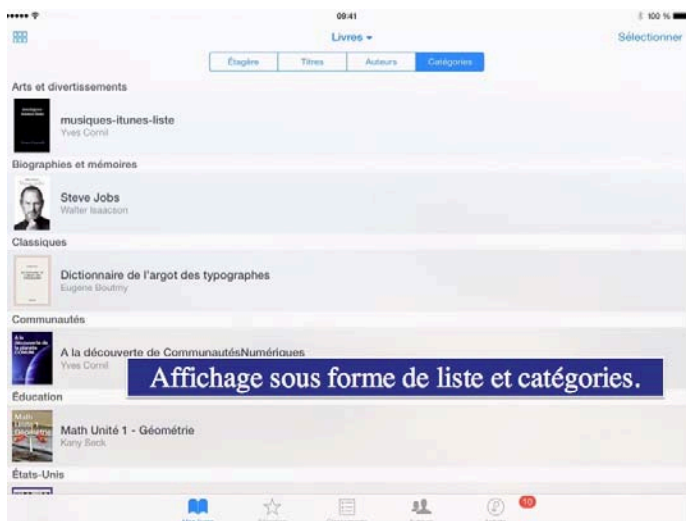 09:41
100 %
Livres
Sélectionner
Étagère Titres Auteurs Catégories
Arts et divertissements
musiques-itunes-liste
Yves Cornil
Biographies et mémoires
Steve Jobs
Walter Isaacson
Classiques
Dictionnaire de l'argot des typographes
Eugene Boutmy
Communautés
A la découverte de CommunautésNumériques
Yves Cornil
Affichage sous forme de liste et catégories.
Éducation
Math Unité 1 - Géométrie
Kany Seck
États-Unis
10